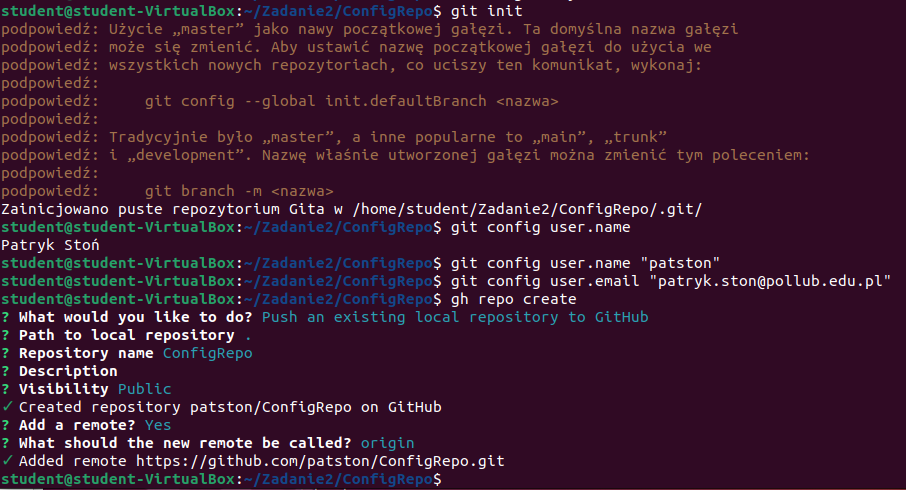 student@student-VirtualBox:~/Zadanie2/ConfigRepo$ git init
podpowiedź: Użycie „master” jako nawy początkowej gałęzi. Ta domyślna nazwa gałęzi
podpowiedź: może się zmienić. Aby ustawić nazwę początkowej gałęzi do użycia we
podpowiedź: wszystkich nowych repozytoriach, co uciszy ten komunikat, wykonaj:
podpowiedź:
podpowiedź:     git config --global init.defaultBranch <nazwa>
podpowiedź:
podpowiedź: Tradycyjnie było „master”, a inne popularne to „main”, „trunk”
podpowiedź: i „development”. Nazwę właśnie utworzonej gałęzi można zmienić tym poleceniem:
podpowiedź:
podpowiedź:     git branch -m <nazwa>
Zainicjowano puste repozytorium Gita w /home/student/Zadanie2/ConfigRepo/.git/
student@student-VirtualBox:~/Zadanie2/ConfigRepo$ git config user.name
Patryk Stoń
student@student-VirtualBox:~/Zadanie2/ConfigRepo$ git config user.name "patston"
student@student-VirtualBox:~/Zadanie2/ConfigRepo$ git config user.email "patryk.ston@pollub.edu.pl"
student@student-VirtualBox:~/Zadanie2/ConfigRepo$ gh repo create
? What would you like to do? Push an existing local repository to GitHub
? Path to local repository .
? Repository name ConfigRepo
? Description
? Visibility Public
✓ Created repository patston/ConfigRepo on GitHub
? Add a remote? Yes
? What should the new remote be called? origin
✓ Added remote https://github.com/patston/ConfigRepo.git
student@student-VirtualBox:~/Zadanie2/ConfigRepo$